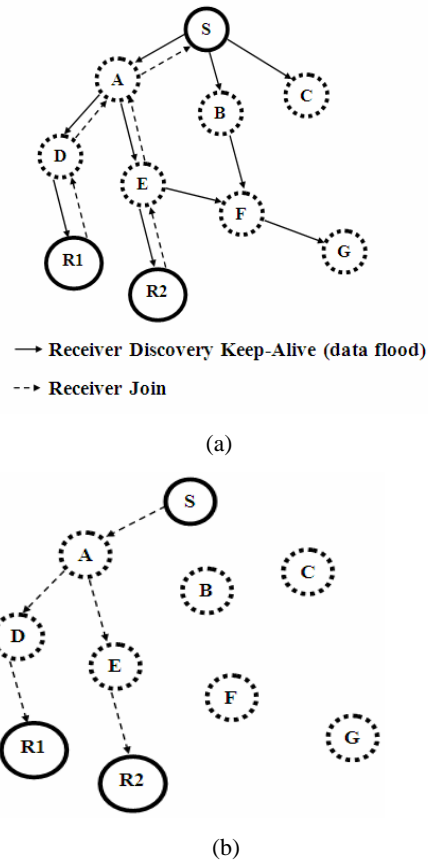 S
A
C
B
D
E
F
G
R1
R2
Receiver Discovery Keep-Alive (data flood)
Receiver Join
(a)
S
A
C
B
D
E
F
G
R1
R2
(b)